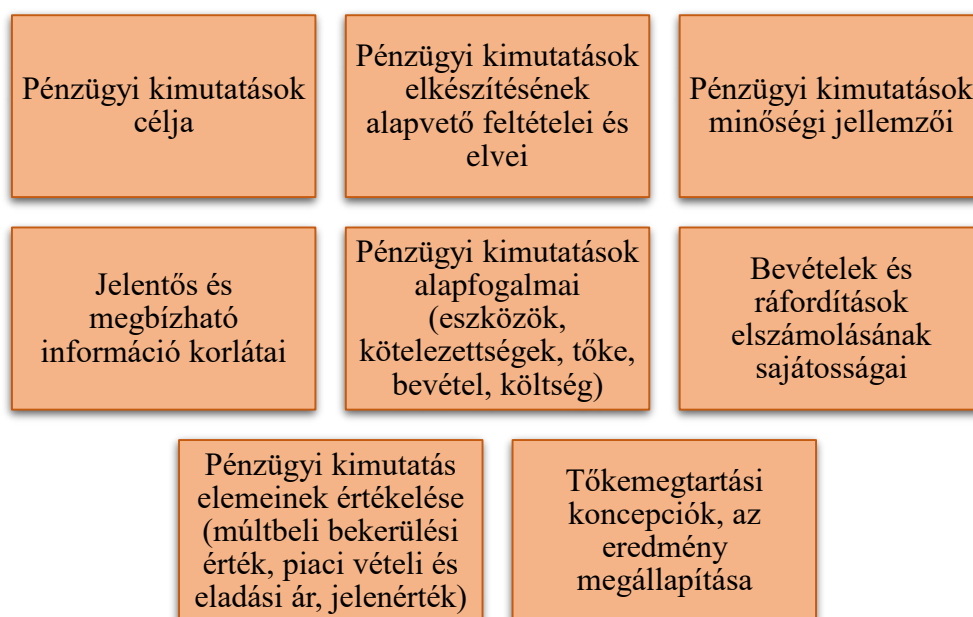 Pénzügyi kimutatások
célja
Pénzügyi kimutatások
elkészítésének
alapvető feltételei és
elvei
Pénzügyi kimutatások
minőségi jellemzői
Jelentős és
megbízható
információ korlátai
Pénzügyi kimutatások
alapfogalmai
(eszközök,
kötelezettségek, tőke,
bevétel, költség)
Bevételek és
ráfordítások
elszámolásának
sajátosságai
Pénzügyi kimutatás
elemeinek értékelése
(múltbeli bekerülési
érték, piaci vételi és
eladási ár, jelenérték)
Tőkemegtartási
koncepciók, az
eredmény
megállapítása